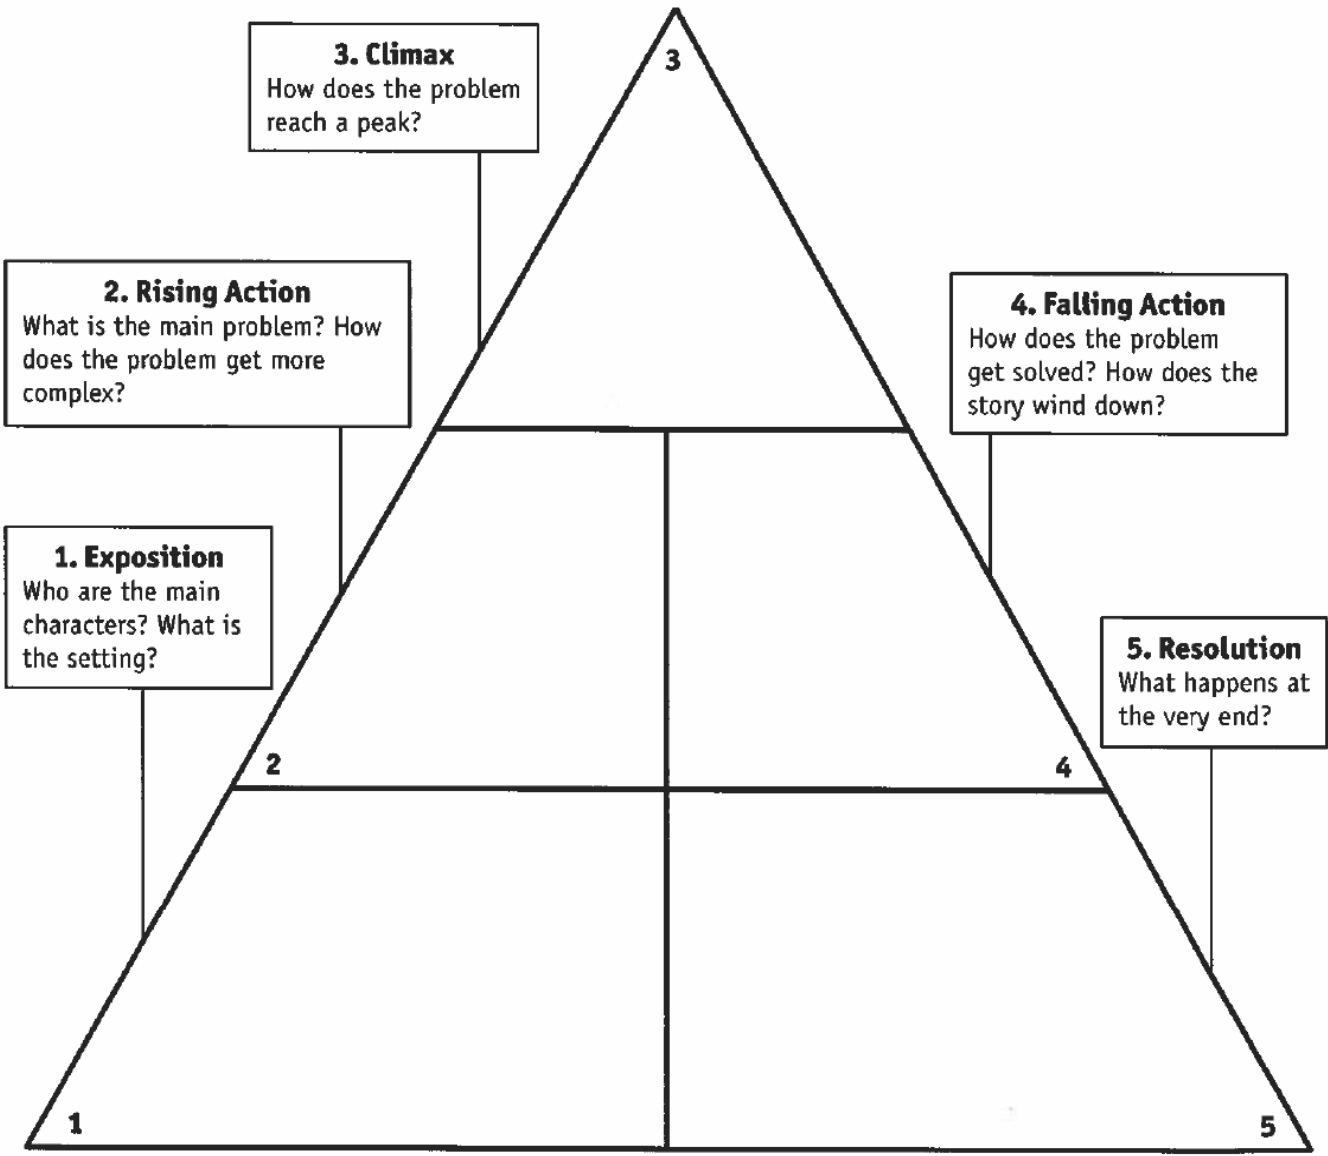 3. Climax
How does the problem
reach a peak?
3
2. Rising Action
What is the main problem? How
does the problem get more
complex?
4. Falling Action
How does the problem
get solved? How does the
story wind down?
1. Exposition
Who are the main
characters? What is
the setting?
5. Resolution
What happens at
the very end?
2
4
1
5